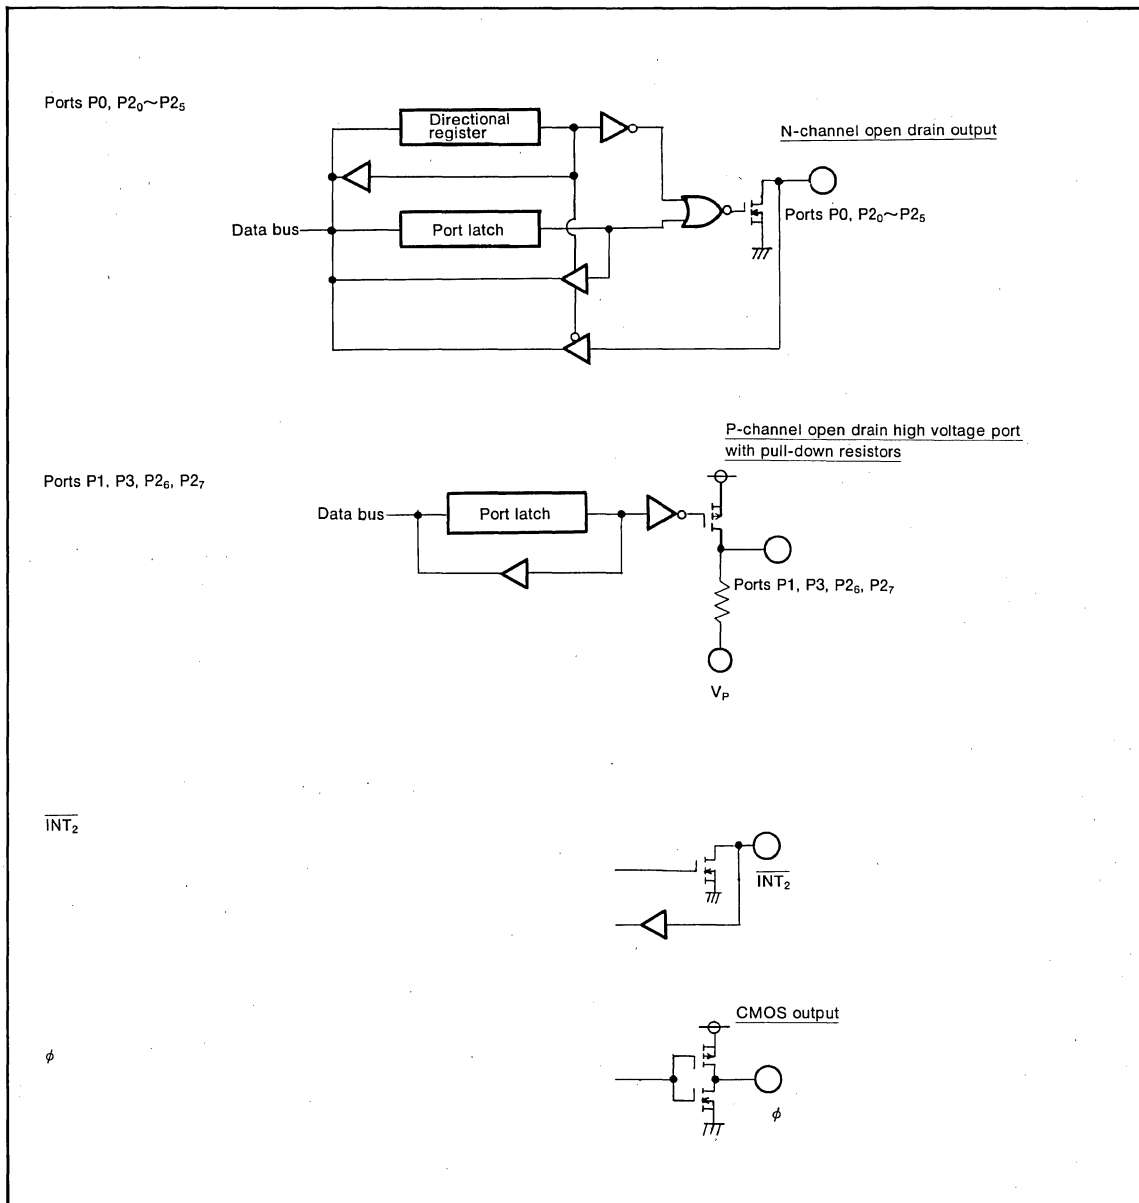 Ports P0, P2₀～P2₅
Directional
register
N-channel open drain output
Data bus
Port latch
Ports P0, P2₀～P2₅
P-channel open drain high voltage port
with pull-down resistors
Ports P1, P3, P2₆, P2₇
Data bus
Port latch
Ports P1, P3, P2₆, P2₇
V_P
I̅N̅T̅₂̅
I̅N̅T̅₂̅
CMOS output
ϕ
ϕ